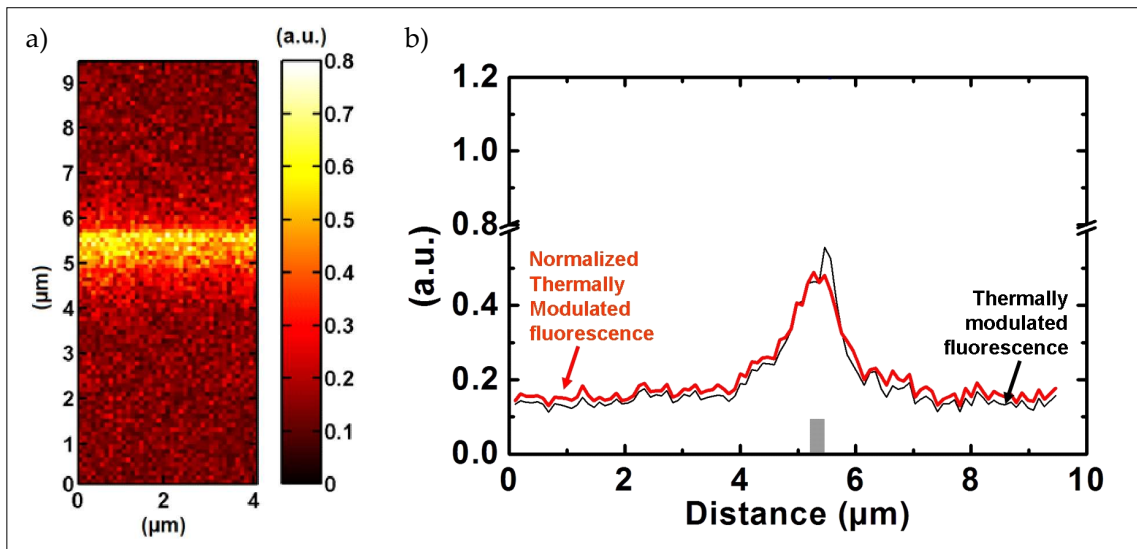 a)
(a.u.)
9
8
7
6
5
4
3
2
1
0
(µm)
0 2 4
(µm)
0.8
0.7
0.6
0.5
0.4
0.3
0.2
0.1
0
b)
1.2
1.0
0.8
0.4
0.2
0.0
(a.u.)
Normalized
Thermally
Modulated
fluorescence
Thermally
modulated
fluorescence
0 2 4 6 8 10
Distance (µm)